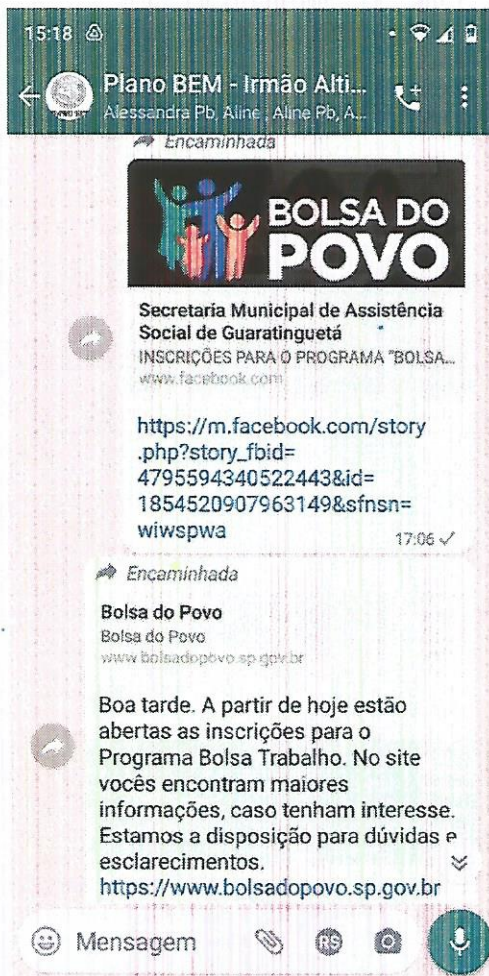 15:18
Plano BEM - Irmão Alti...
Alessandra Pb, Aline, Aline Pb, A...
Encaminhada
BOLSA DO
POVO
Secretaria Municipal de Assistência
Social de Guaratinguetá
INSCRIÇÕES PARA O PROGRAMA "BOLSA...
www.facebook.com
https://m.facebook.com/story
.php?story_fbid=
4795594340522443&id=
1854520907963149&sfnsn=
wiwspwa
17:06
Encaminhada
Bolsa do Povo
Bolsa do Povo
www.bolsadopovo.sp.gov.br
Boa tarde. A partir de hoje estão
abertas as inscrições para o
Programa Bolsa Trabalho. No site
vocês encontram maiores
informações, caso tenham interesse.
Estamos a disposição para dúvidas e
esclarecimentos.
https://www.bolsadopovo.sp.gov.br
Mensagem
R$